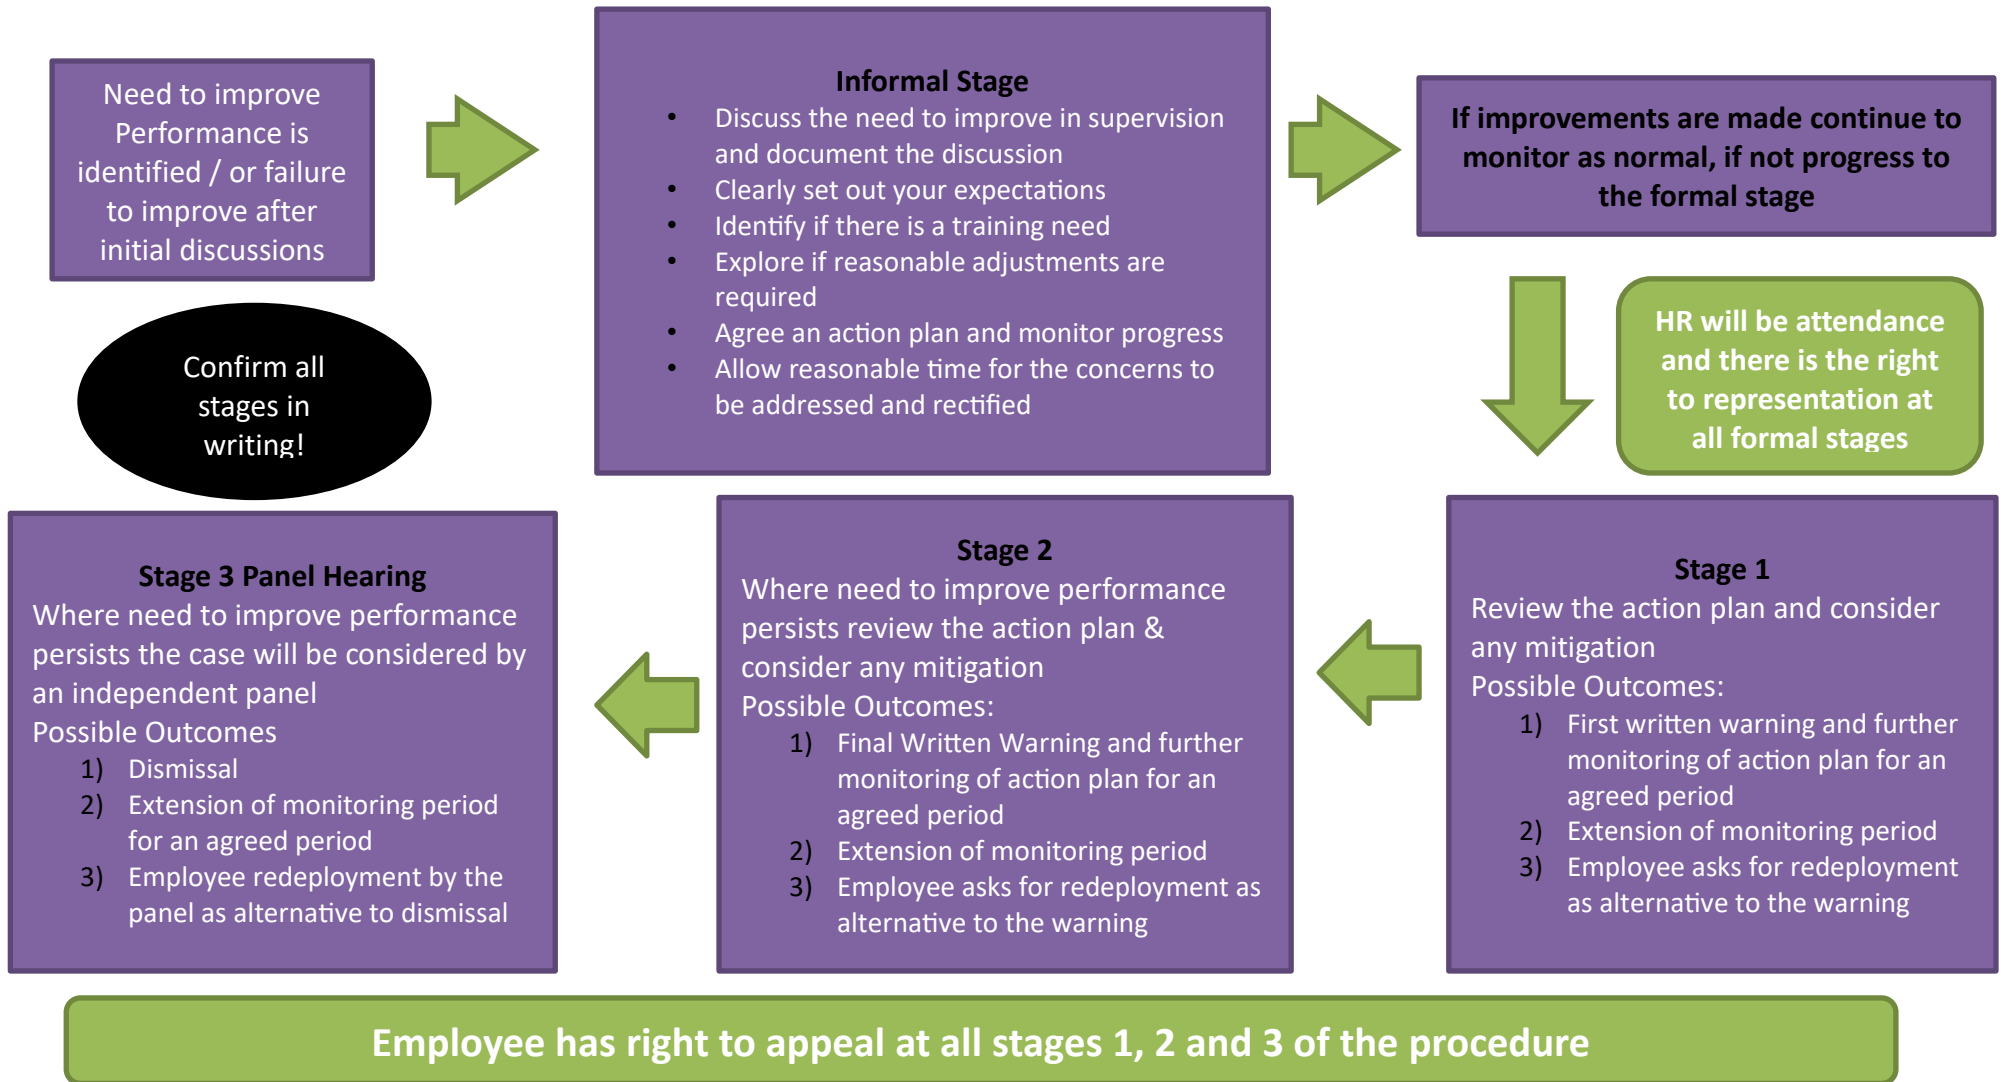 Need to improve
Performance is
identified / or failure
to improve after
initial discussions
Informal Stage
• Discuss the need to improve in supervision
and document the discussion
• Clearly set out your expectations
• Identify if there is a training need
• Explore if reasonable adjustments are
required
• Agree an action plan and monitor progress
• Allow reasonable time for the concerns to
be addressed and rectified
If improvements are made continue to
monitor as normal, if not progress to
the formal stage
Confirm all
stages in
writing!
HR will be attendance
and there is the right
to representation at
all formal stages
Stage 1
Review the action plan and consider
any mitigation
Possible Outcomes:
1) First written warning and further
monitoring of action plan for an
agreed period
2) Extension of monitoring period
3) Employee asks for redeployment
as alternative to the warning
Stage 2
Where need to improve performance
persists review the action plan &
consider any mitigation
Possible Outcomes:
1) Final Written Warning and further
monitoring of action plan for an
agreed period
2) Extension of monitoring period
3) Employee asks for redeployment as
alternative to the warning
Stage 3 Panel Hearing
Where need to improve performance
persists the case will be considered by
an independent panel
Possible Outcomes
1) Dismissal
2) Extension of monitoring period
for an agreed period
3) Employee redeployment by the
panel as alternative to dismissal
Employee has right to appeal at all stages 1, 2 and 3 of the procedure